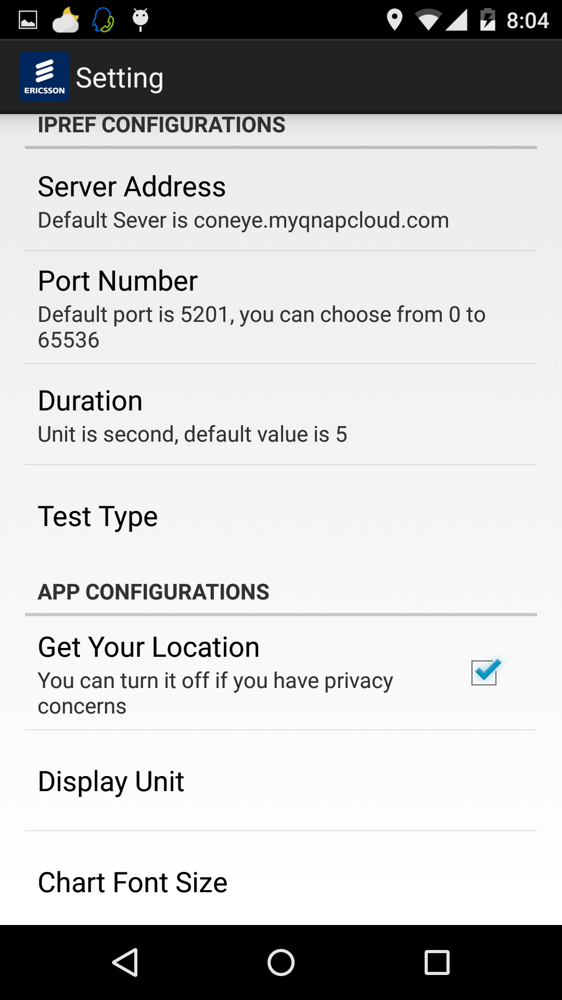 8:04
ERICSSON
Setting
IPREF CONFIGURATIONS
Server Address
Default Sever is coneye.myqnapcloud.com
Port Number
Default port is 5201, you can choose from 0 to
65536
Duration
Unit is second, default value is 5
Test Type
APP CONFIGURATIONS
Get Your Location
You can turn it off if you have privacy
concerns
Display Unit
Chart Font Size